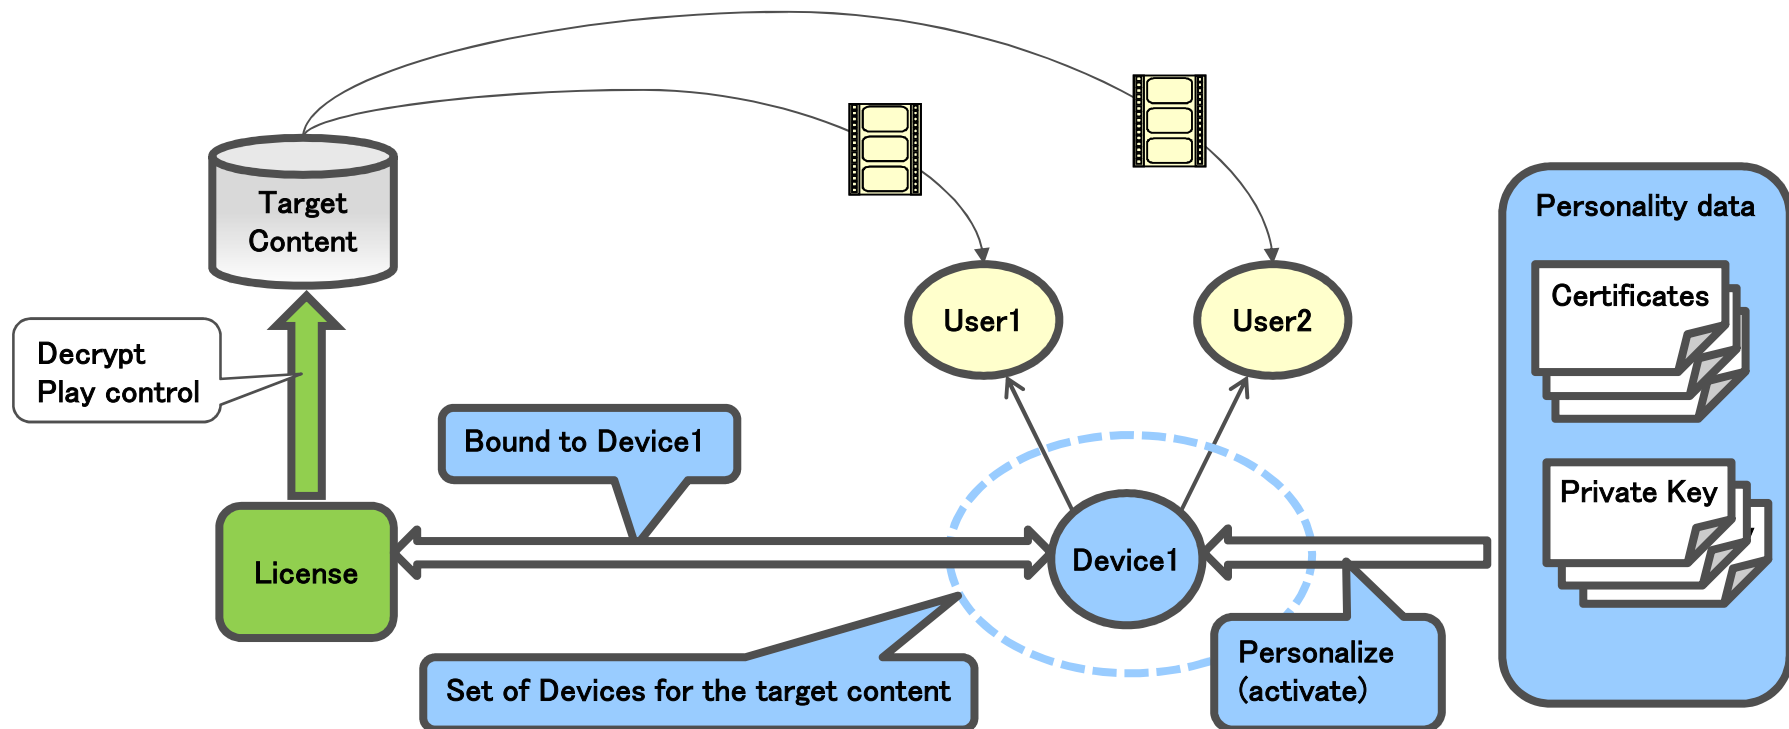 Target
Content
Decrypt
Play control
License
Bound to Device1
Set of Devices for the target content
User1
User2
Device1
Personalize
(activate)
Personality data
Certificates
Private Key